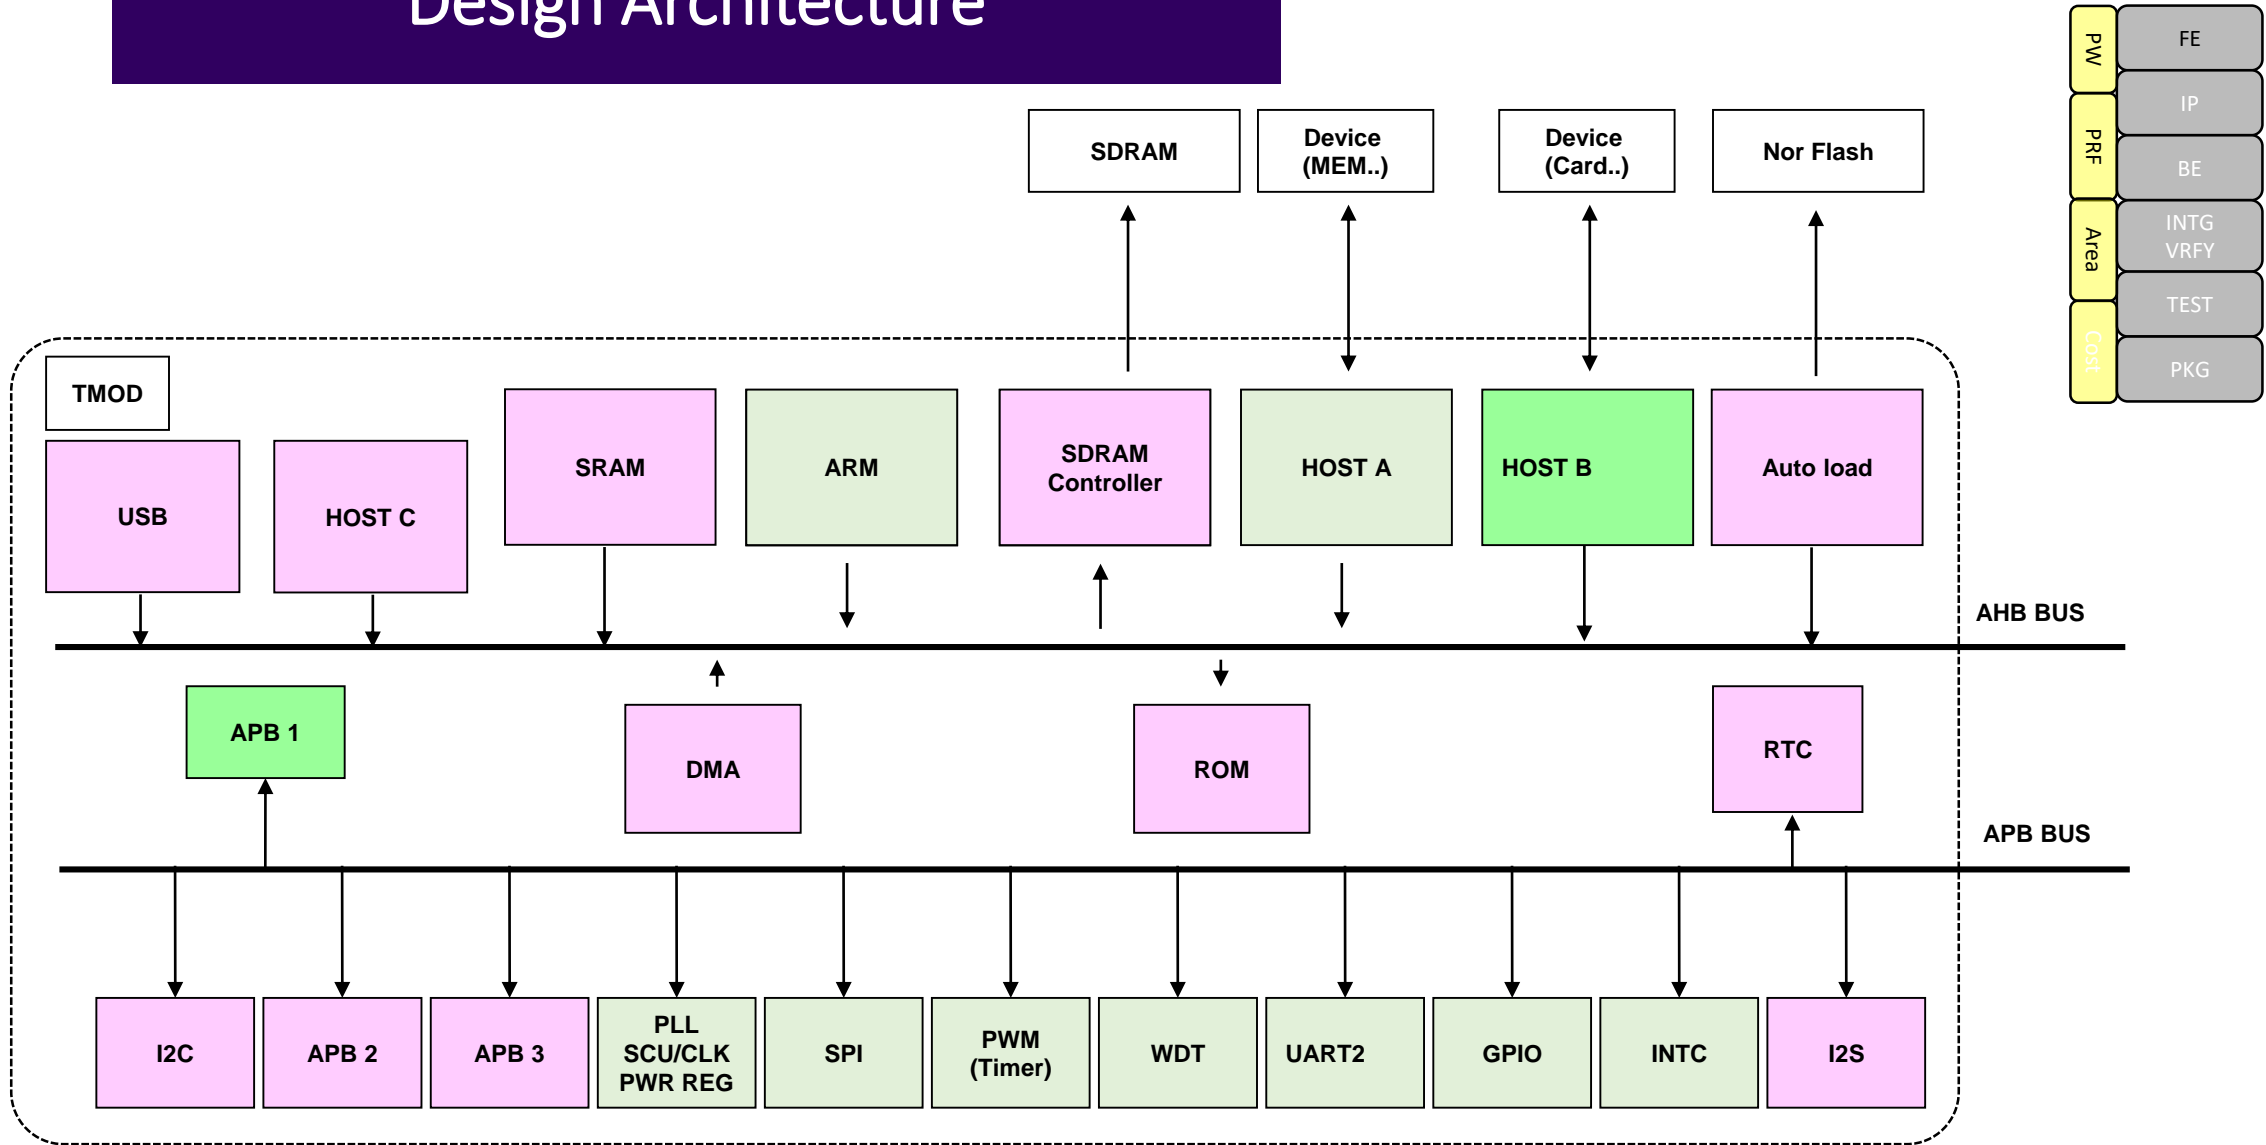 Design Architecture
PW
PRF
Area
Cost
FE
IP
BE
INTG
VRFY
TEST
PKG
SDRAM
Device
(MEM..)
Device
(Card..)
Nor Flash
TMOD
USB
HOST C
SRAM
ARM
SDRAM
Controller
HOST A
HOST B
Auto load
AHB BUS
APB 1
DMA
ROM
RTC
APB BUS
I2C
APB 2
APB 3
PLL
SCU/CLK
PWR REG
SPI
PWM
(Timer)
WDT
UART2
GPIO
INTC
I2S